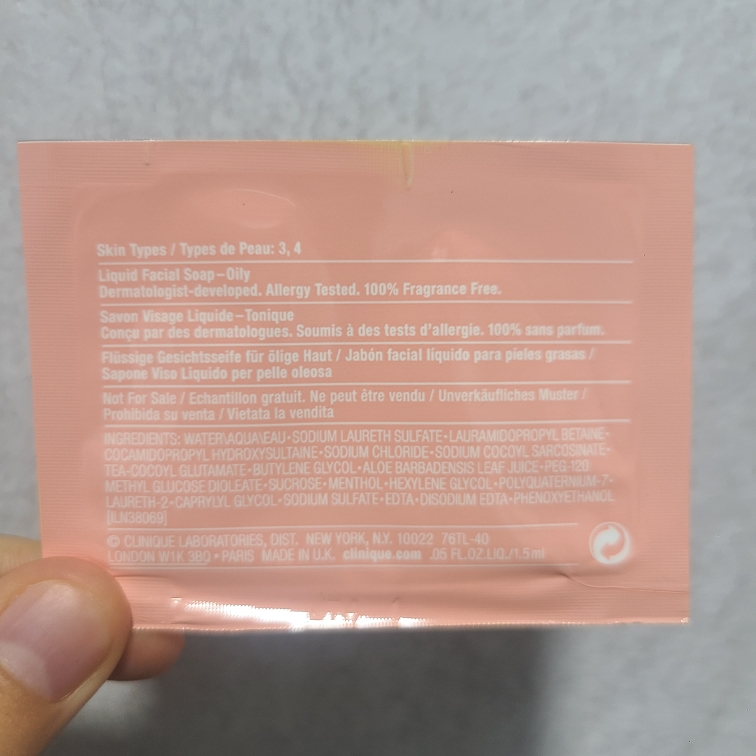 Skin Types / Types de Peau: 3, 4
Liquid Facial Soap–Oily
Dermatologist-developed. Allergy Tested. 100% Fragrance Free.
Savon Visage Liquide–Tonique
Conçu par des dermatologues. Soumis à des tests d'allergie. 100% sans parfum.
Flüssige Gesichtsseife für ölige Haut / Jabón facial líquido para pieles grasas /
Sapone Viso Liquido per pelle oleosa
Not For Sale / Echantillon gratuit. Ne peut être vendu / Unverkäufliches Muster /
Prohibida su venta / Vietata la vendita
INGREDIENTS: WATER\AQUA\EAU•SODIUM LAURETH SULFATE•LAURAMIDOPROPYL BETAINE•
COCAMIDOPROPYL HYDROXYSULTAINE•SODIUM CHLORIDE•SODIUM COCOYL SARCOSINATE•
TEA-COCOYL GLUTAMATE•BUTYLENE GLYCOL•ALOE BARBADENSIS LEAF JUICE•PEG-120
METHYL GLUCOSE DIOLEATE•SUCROSE•MENTHOL•HEXYLENE GLYCOL•POLYQUATERNIUM-7•
LAURETH-2•CAPRYLYL GLYCOL•SODIUM SULFATE•EDTA•DISODIUM EDTA•PHENOXYETHANOL
[ILN38069]
© CLINIQUE LABORATORIES, DIST. NEW YORK, N.Y. 10022 76TL-40
LONDON W1K 3BQ • PARIS MADE IN U.K. clinique.com .05 FL.OZ.LIQ./1.5ml